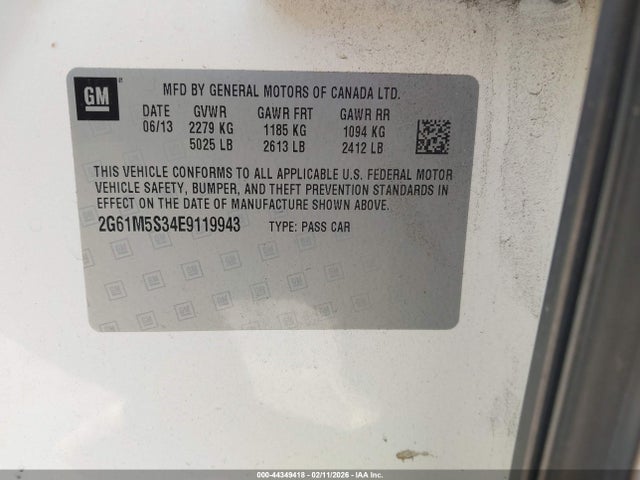 GM
MFD BY GENERAL MOTORS OF CANADA LTD.
DATE GVWR GAWR FRT GAWR RR
06/13 2279 KG 1185 KG 1094 KG
5025 LB 2613 LB 2412 LB
THIS VEHICLE CONFORMS TO ALL APPLICABLE U.S. FEDERAL MOTOR
VEHICLE SAFETY, BUMPER, AND THEFT PREVENTION STANDARDS IN
EFFECT ON THE DATE OF MANUFACTURE SHOWN ABOVE.
2G61M5S34E9119943 TYPE: PASS CAR
000 - 44349418 - 02/11/2026 - IAA Inc.